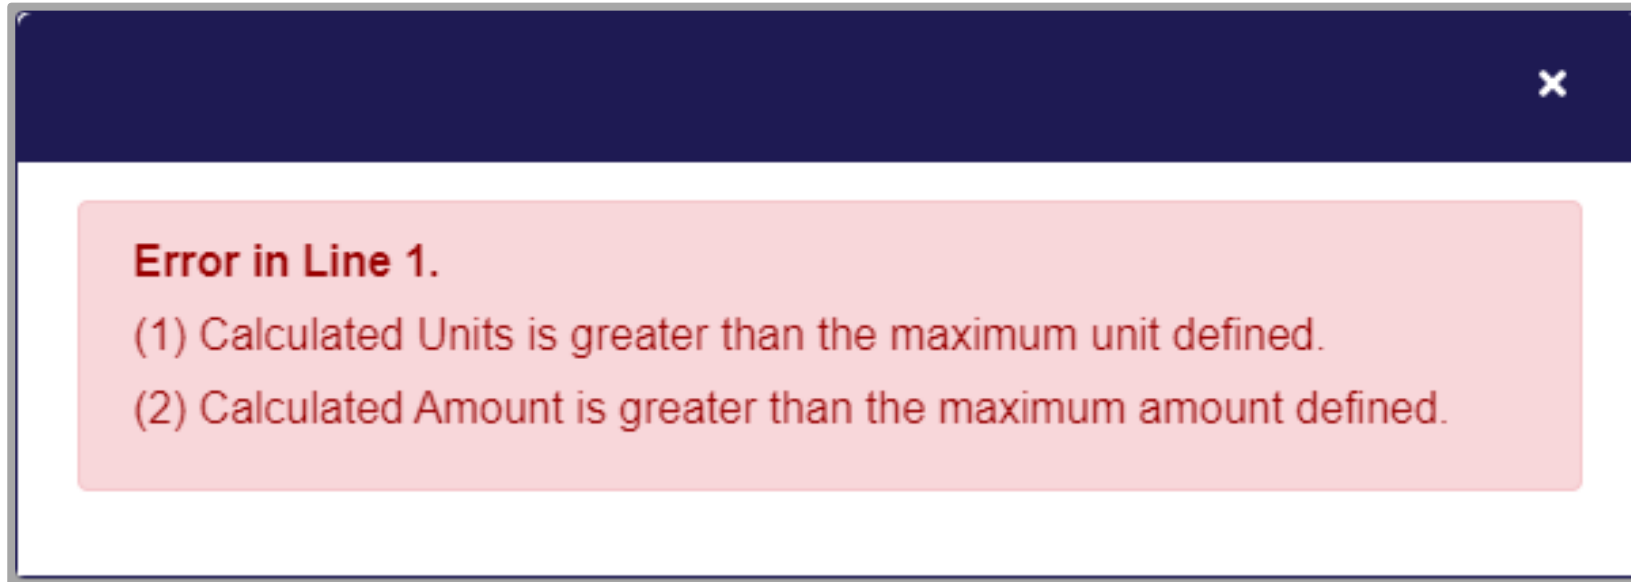 Error in Line 1.
(1) Calculated Units is greater than the maximum unit defined.
(2) Calculated Amount is greater than the maximum amount defined.